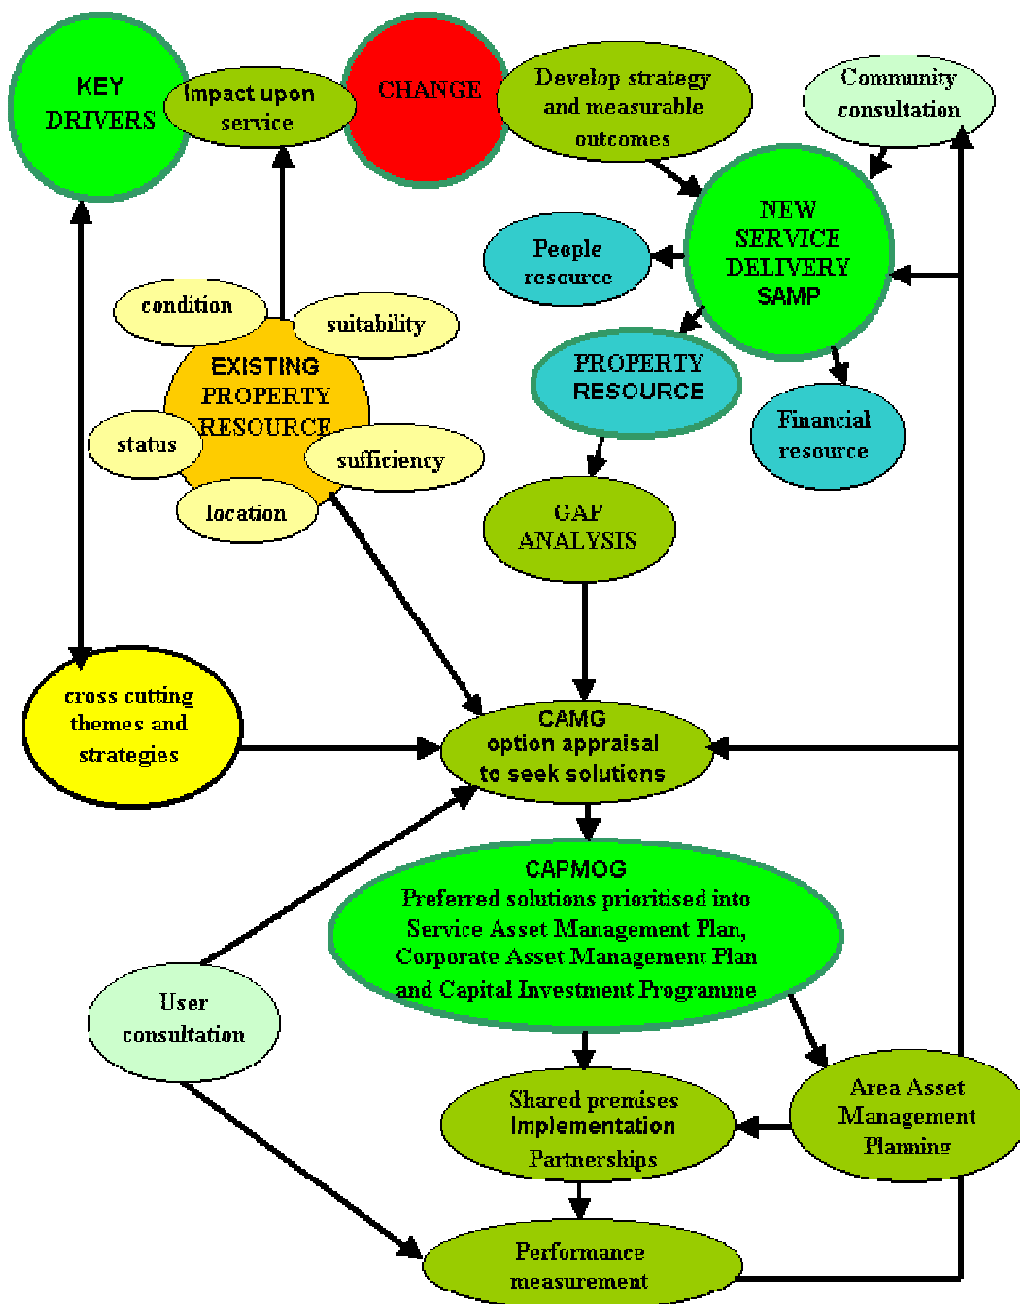 KEY
DRIVERS
Impact upon
service
CHANGE
Develop strategy
and measurable
outcomes
Community
consultation
NEW
SERVICE
DELIVERY
SAMP
People
resource
PROPERTY
RESOURCE
Financial
resource
condition
suitability
EXISTING
PROPERTY
RESOURCE
status
sufficiency
location
GAP
ANALYSIS
cross cutting
themes and
strategies
CAMG
option appraisal
to seek solutions
CAPMOG
Preferred solutions prioritised into
Service Asset Management Plan,
Corporate Asset Management Plan
and Capital Investment Programme
User
consultation
Shared premises
Implementation
Partnerships
Area Asset
Management
Planning
Performance
measurement